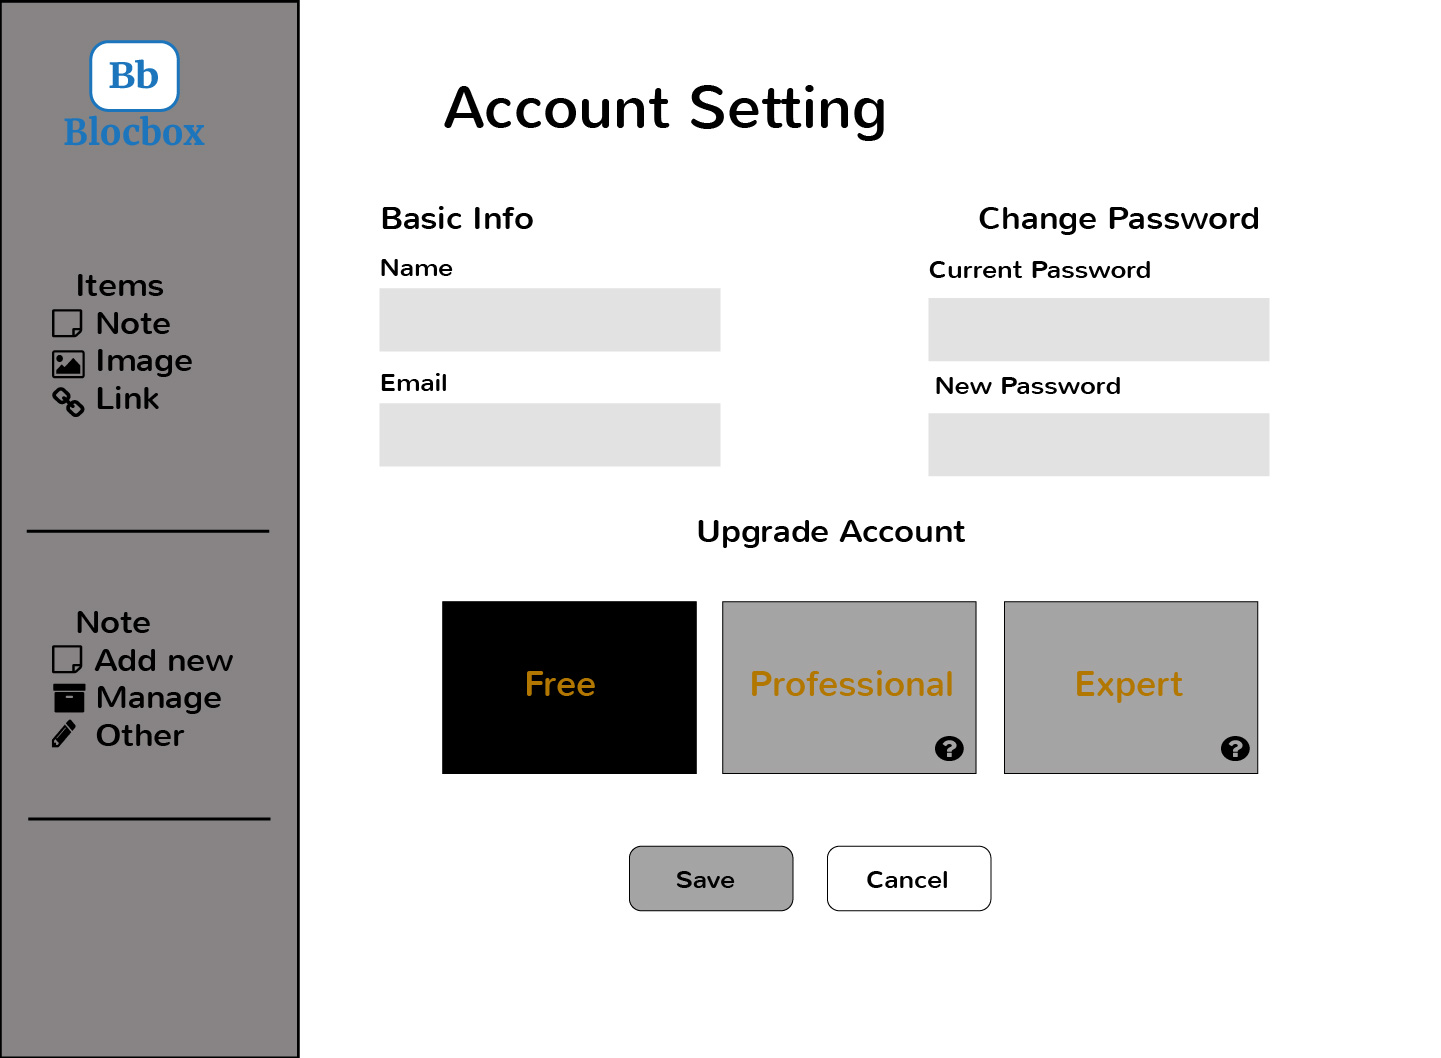 Bb
Blocbox
Items
Note
Image
Link
Note
Add new
Manage
Other
Account Setting
Basic Info
Name
Email
Change Password
Current Password
New Password
Upgrade Account
Free
Professional
?
Expert
?
Save
Cancel